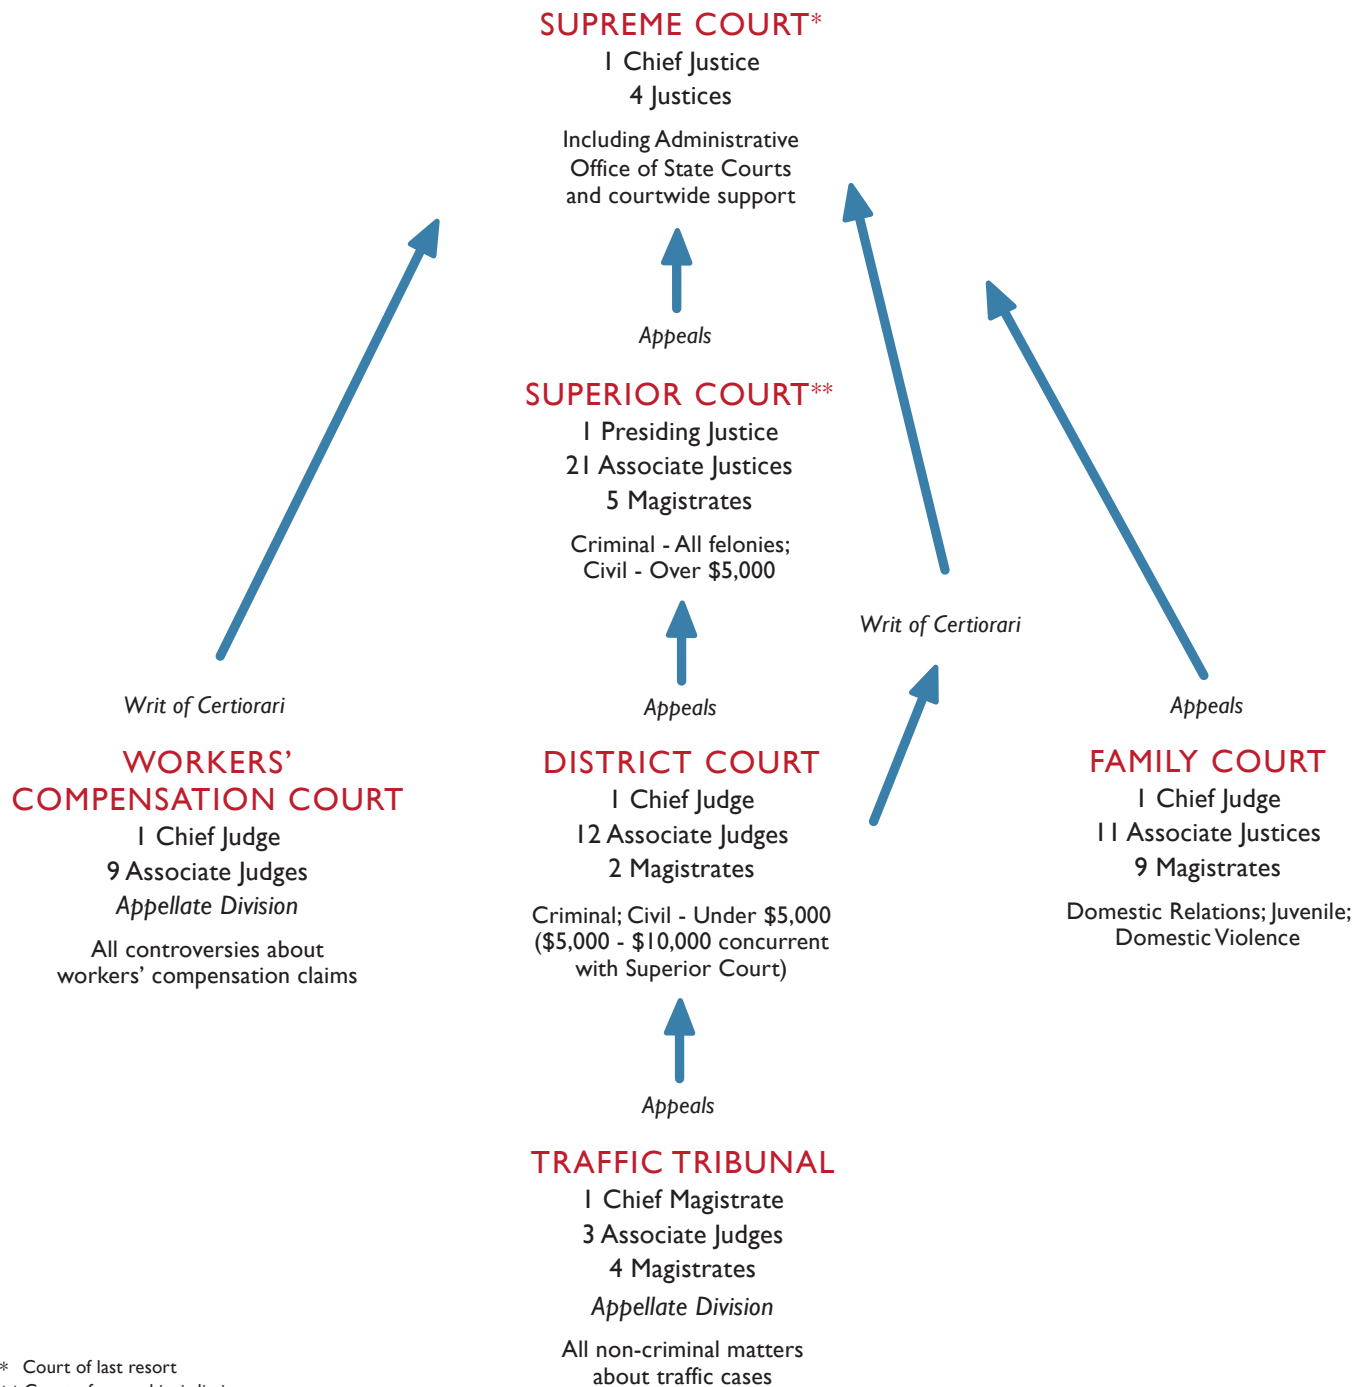 SUPREME COURT*
1 Chief Justice
4 Justices
Including Administrative
Office of State Courts
and courtwide support
Appeals
SUPERIOR COURT**
1 Presiding Justice
21 Associate Justices
5 Magistrates
Criminal - All felonies;
Civil - Over $5,000
Writ of Certiorari
Writ of Certiorari
Appeals
Appeals
WORKERS’
COMPENSATION COURT
1 Chief Judge
9 Associate Judges
Appellate Division
All controversies about
workers’ compensation claims
DISTRICT COURT
1 Chief Judge
12 Associate Judges
2 Magistrates
Criminal; Civil - Under $5,000
($5,000 - $10,000 concurrent
with Superior Court)
FAMILY COURT
1 Chief Judge
11 Associate Justices
9 Magistrates
Domestic Relations; Juvenile;
Domestic Violence
Appeals
TRAFFIC TRIBUNAL
1 Chief Magistrate
3 Associate Judges
4 Magistrates
Appellate Division
All non-criminal matters
about traffic cases
* Court of last resort